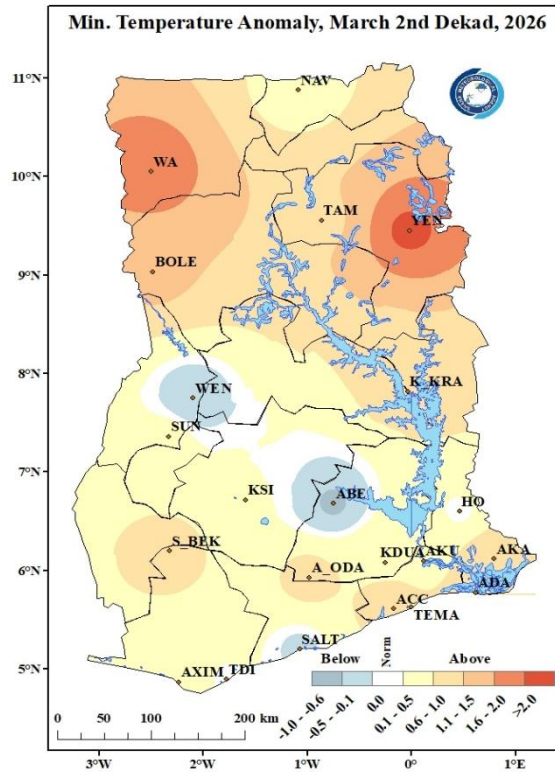 Min. Temperature Anomaly, March 2nd Dekad, 2026
11°N
NAV
WA
10°N
TAM
YEN
BOLE
9°N
8°N
WEN
K_KRA
SUN
7°N
KSI
ABE
HO
S_BEK
KDUA
AKU
AKA
6°N
A_ODA
ADA
ACC
TEMA
SALT
5°N
AXIM
TDI
Below
Norm
Above
-1.0 - -0.6
-0.5 - -0.1
0.0
0.1 - 0.5
0.6 - 1.0
1.1 - 1.5
1.6 - 2.0
>2.0
0 50 100 200 km
3°W
2°W
1°W
0°
1°E